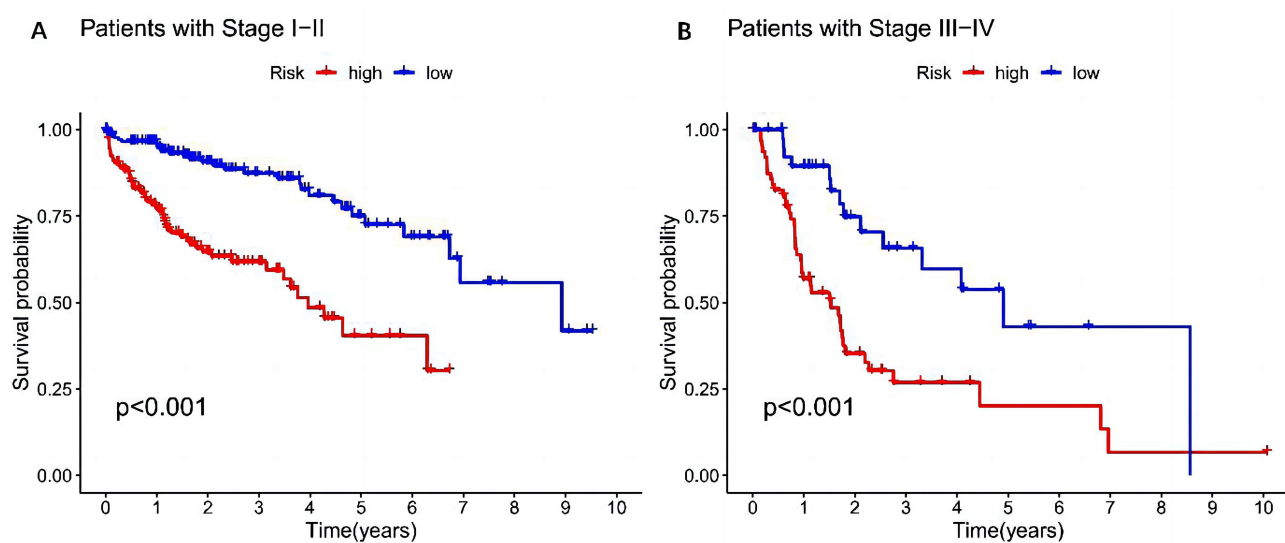 A Patients with Stage I−II
Risk high low
Survival probability
1.00
0.75
0.50
0.25
0.00
p<0.001
0 1 2 3 4 5 6 7 8 9 10
Time(years)
B Patients with Stage III−IV
Risk high low
Survival probability
1.00
0.75
0.50
0.25
0.00
p<0.001
0 1 2 3 4 5 6 7 8 9 10
Time(years)